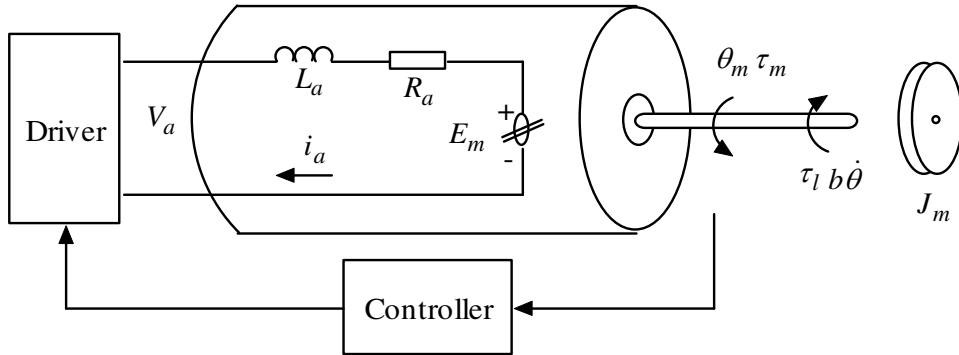 Driver
V_a
L_a
R_a
+
E_m
-
i_a
θ_m τ_m
τ_l bθ̇
J_m
Controller